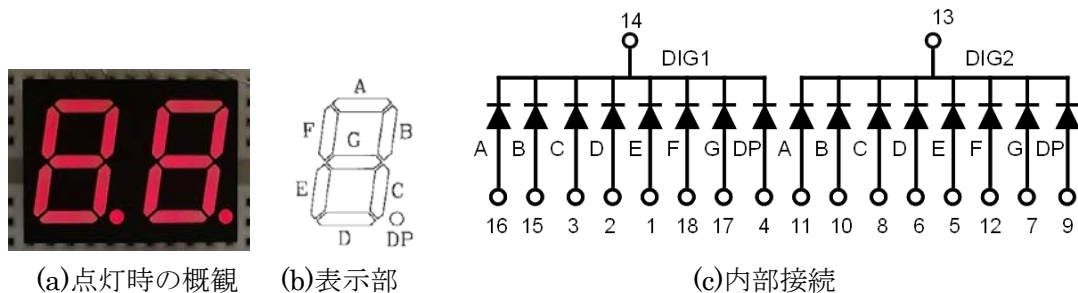 14 13
DIG1 DIG2
A B C D E F G DP A B C D E F G DP
16 15 3 2 1 18 17 4 11 10 8 6 5 12 7 9
A
F B
G
E C
D DP
(a)点灯時の概観 (b)表示部 (c)内部接続